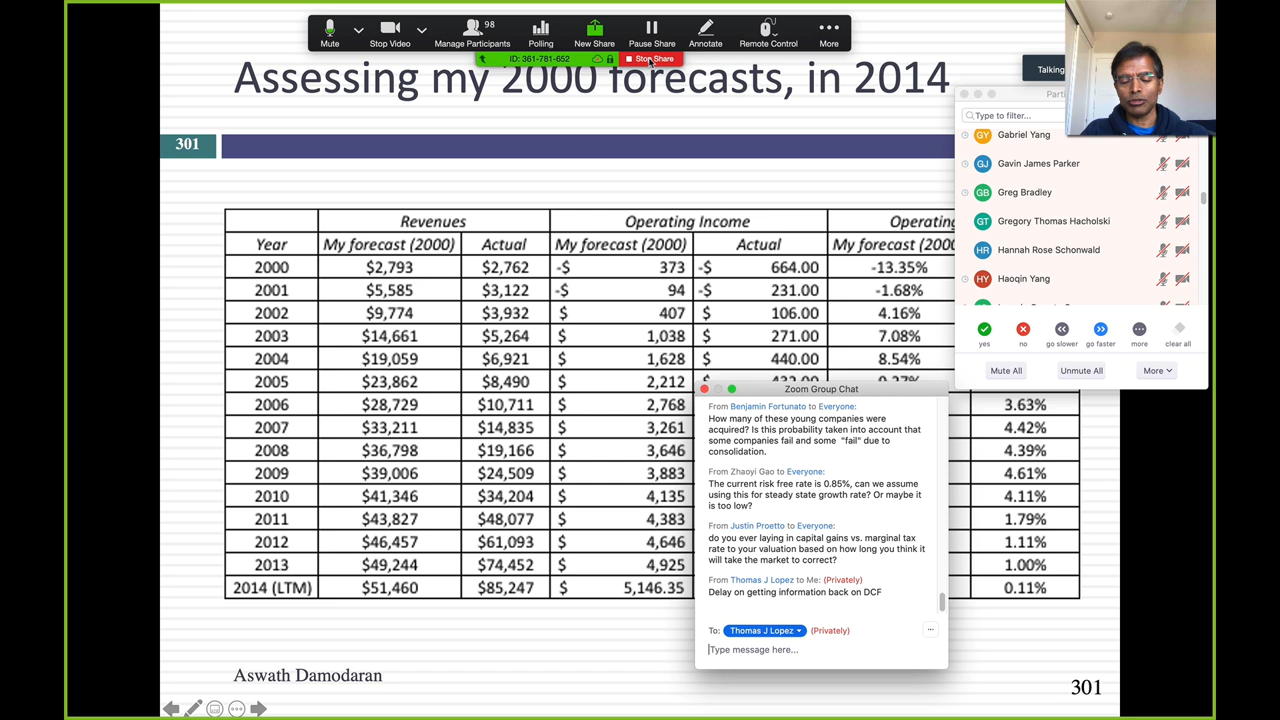 98
Mute
Stop Video
Manage Participants
Polling
New Share
Pause Share
Annotate
Remote Control
More
ID: 361-781-652
Stop Share
Assessing my 2000 forecasts, in 2014
Talking
301
Type to filter...
GY Gabriel Yang
GJ Gavin James Parker
GB Greg Bradley
GT Gregory Thomas Hacholski
HR Hannah Rose Schonwald
HY Haoqin Yang
yes no go slower go faster more clear all
Mute All Unmute All More
Revenues Operating Income
Year My forecast (2000) Actual My forecast (2000) Actual
2000 $2,793 $2,762 -$ 373 -$ 664.00 -13.35%
2001 $5,585 $3,122 -$ 94 -$ 231.00 -1.68%
2002 $9,774 $3,932 $ 407 $ 106.00 4.16%
2003 $14,661 $5,264 $ 1,038 $ 271.00 7.08%
2004 $19,059 $6,921 $ 1,628 $ 440.00 8.54%
2005 $23,862 $8,490 $ 2,212
2006 $28,729 $10,711 $ 2,768 3.63%
2007 $33,211 $14,835 $ 3,261 4.42%
2008 $36,798 $19,166 $ 3,646 4.39%
2009 $39,006 $24,509 $ 3,883 4.61%
2010 $41,346 $34,204 $ 4,135 4.11%
2011 $43,827 $48,077 $ 4,383 1.79%
2012 $46,457 $61,093 $ 4,646 1.11%
2013 $49,244 $74,452 $ 4,925 1.00%
2014 (LTM) $51,460 $85,247 $ 5,146.35 0.11%
Zoom Group Chat
From Benjamin Fortunato to Everyone:
How many of these young companies were
acquired? Is this probability taken into account that
some companies fail and some "fail" due to
consolidation.
From Zhaoyi Gao to Everyone:
The current risk free rate is 0.85%, can we assume
using this for steady state growth rate? Or maybe it
is too low?
From Justin Proetto to Everyone:
do you ever laying in capital gains vs. marginal tax
rate to your valuation based on how long you think it
will take the market to correct?
From Thomas J Lopez to Me: (Privately)
Delay on getting information back on DCF
To: Thomas J Lopez (Privately)
Type message here...
Aswath Damodaran
301